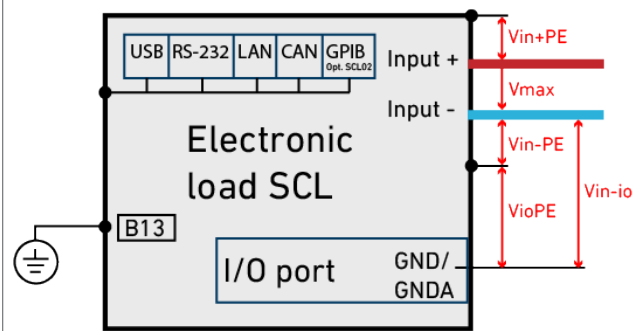 Vin+PE
USB RS-232 LAN CAN GPIB
Opt. SCL02
Input +
Vmax
Input -
Electronic
load SCL
Vin-PE
Vin-io
VioPE
B13
I/O port
GND/
GNDA